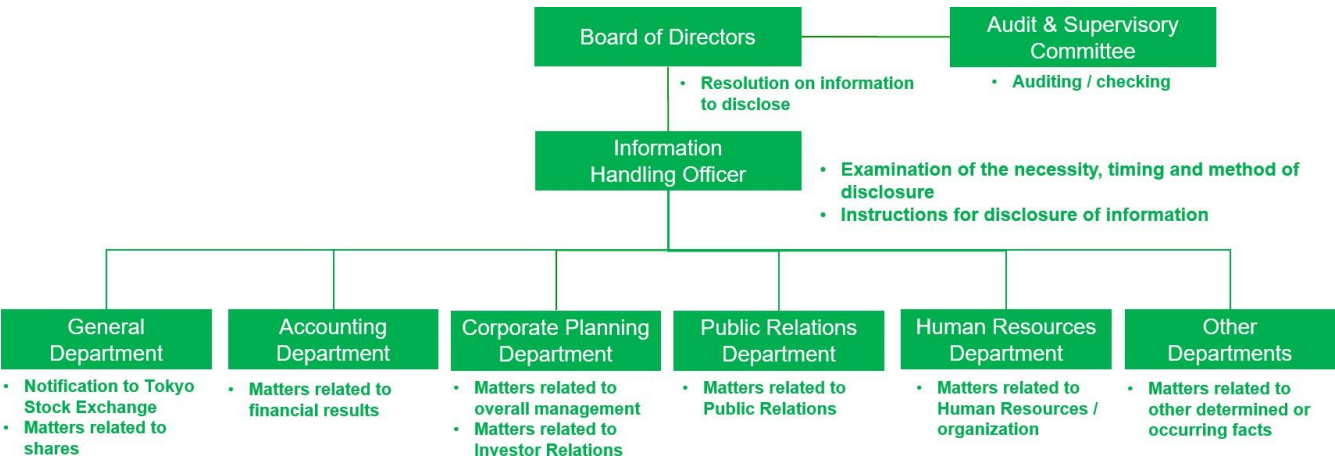 Board of Directors
Audit & Supervisory
Committee
• Resolution on information
to disclose
• Auditing / checking
Information
Handling Officer
• Examination of the necessity, timing and method of
disclosure
• Instructions for disclosure of information
General
Department
• Notification to Tokyo
Stock Exchange
• Matters related to
shares
Accounting
Department
• Matters related to
financial results
Corporate Planning
Department
• Matters related to
overall management
• Matters related to
Investor Relations
Public Relations
Department
• Matters related to
Public Relations
Human Resources
Department
• Matters related to
Human Resources /
organization
Other
Departments
• Matters related to
other determined or
occurring facts